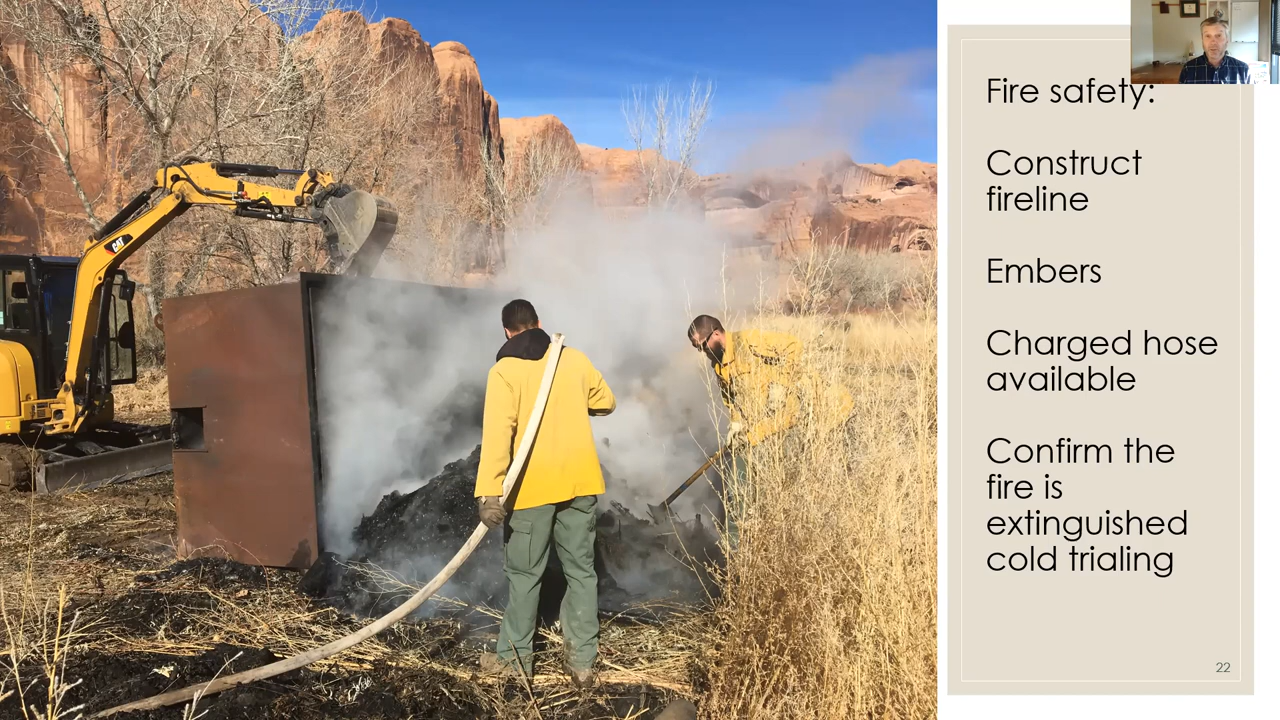 CAT
Fire safety:
Construct
fireline
Embers
Charged hose
available
Confirm the
fire is
extinguished
cold trialing
22